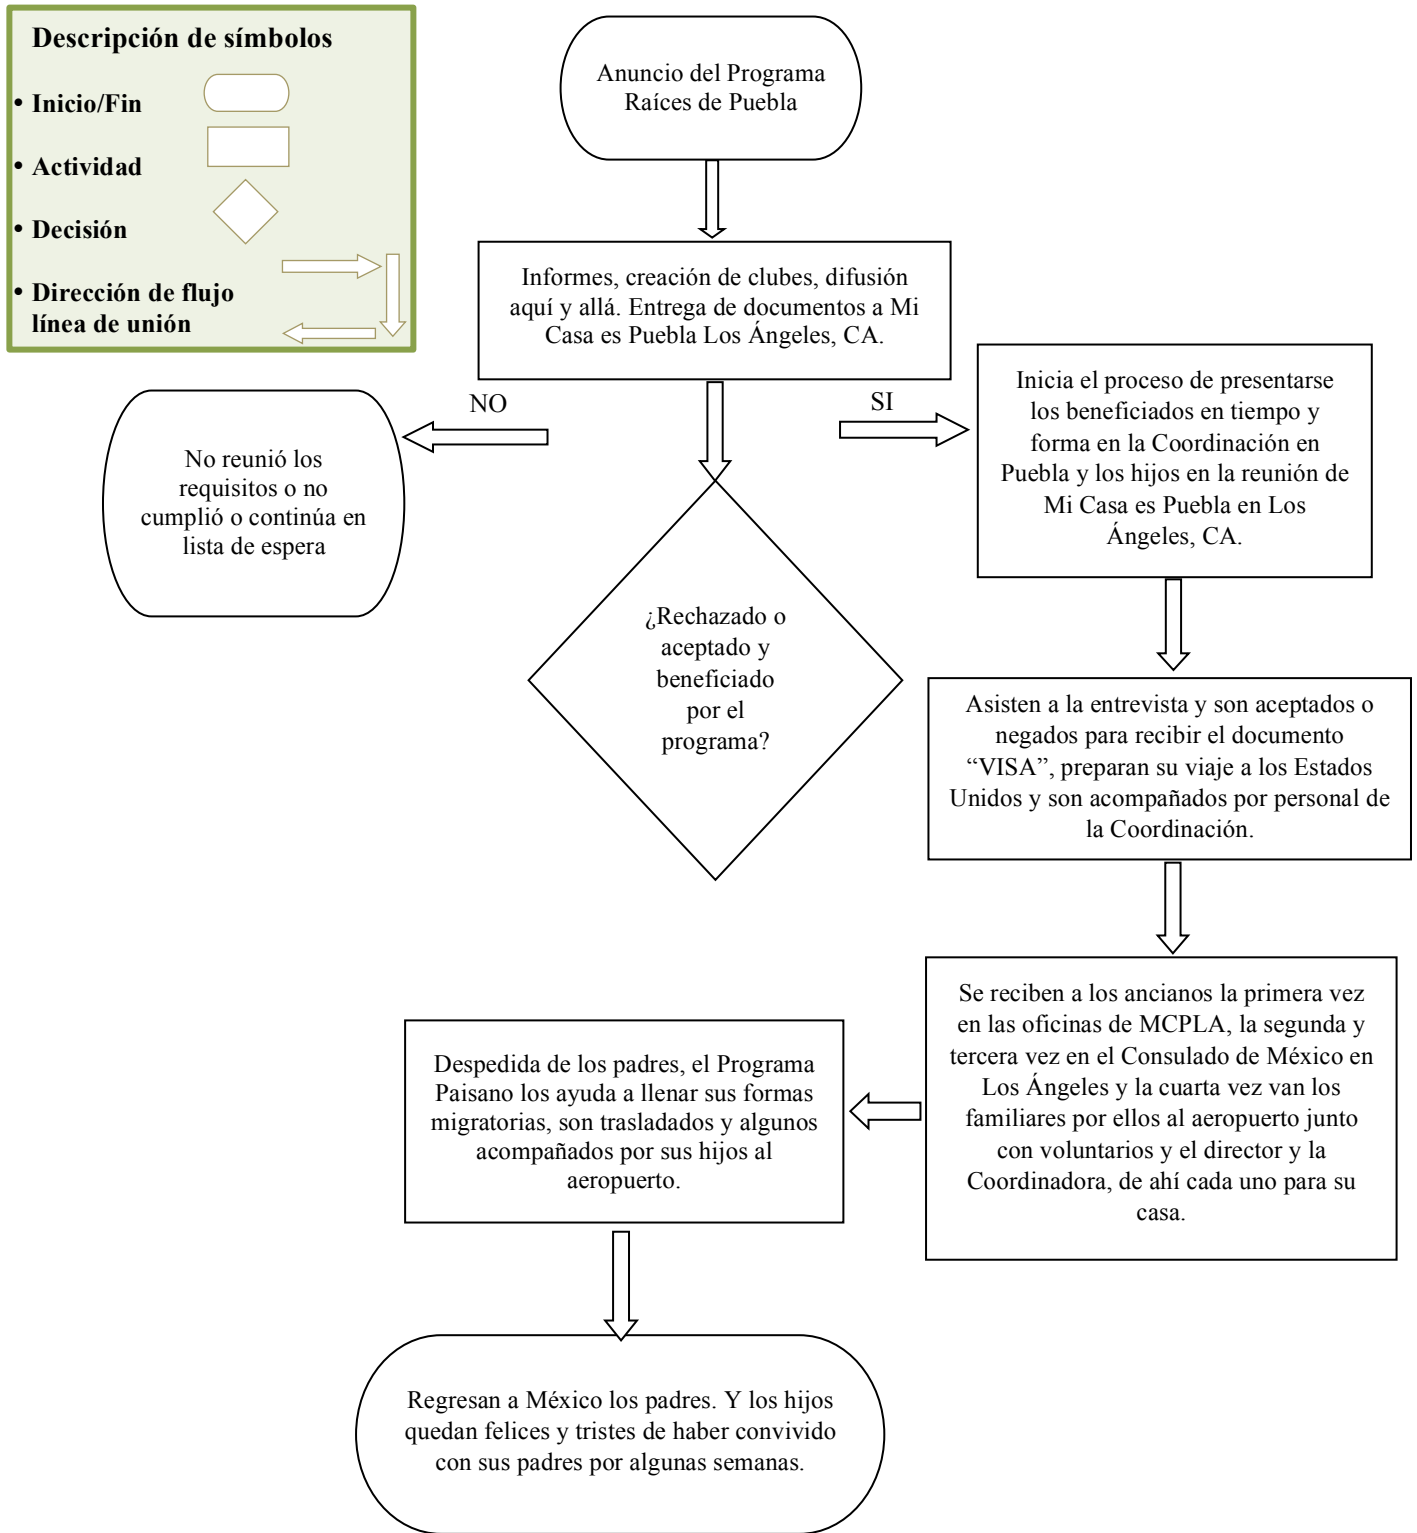 Descripción de símbolos
• Inicio/Fin
• Actividad
• Decisión
• Dirección de flujo
línea de unión
Anuncio del Programa
Raíces de Puebla
Informes, creación de clubes, difusión
aquí y allá. Entrega de documentos a Mi
Casa es Puebla Los Ángeles, CA.
NO
SI
No reunió los
requisitos o no
cumplió o continúa en
lista de espera
¿Rechazado o
aceptado y
beneficiado
por el
programa?
Inicia el proceso de presentarse
los beneficiados en tiempo y
forma en la Coordinación en
Puebla y los hijos en la reunión de
Mi Casa es Puebla en Los
Ángeles, CA.
Asisten a la entrevista y son aceptados o
negados para recibir el documento
“VISA”, preparan su viaje a los Estados
Unidos y son acompañados por personal de
la Coordinación.
Se reciben a los ancianos la primera vez
en las oficinas de MCPLA, la segunda y
tercera vez en el Consulado de México en
Los Ángeles y la cuarta vez van los
familiares por ellos al aeropuerto junto
con voluntarios y el director y la
Coordinadora, de ahí cada uno para su
casa.
Despedida de los padres, el Programa
Paisano los ayuda a llenar sus formas
migratorias, son trasladados y algunos
acompañados por sus hijos al
aeropuerto.
Regresan a México los padres. Y los hijos
quedan felices y tristes de haber convivido
con sus padres por algunas semanas.